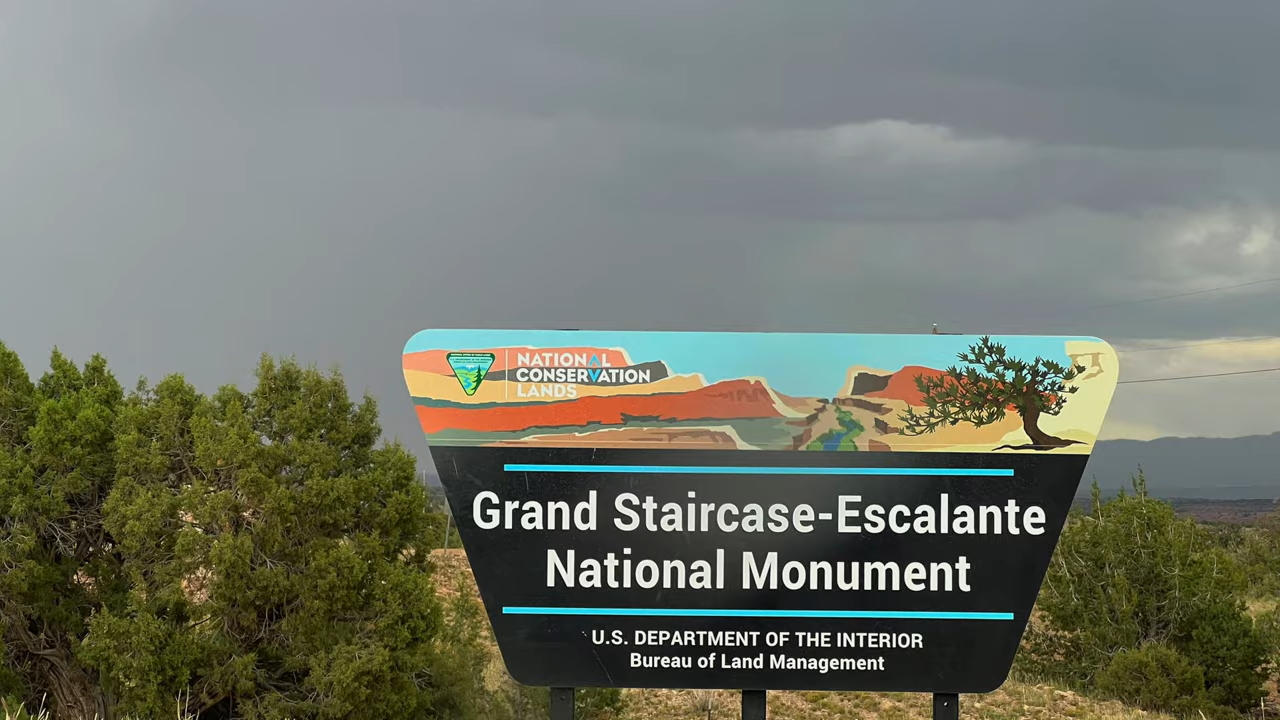 NATIONAL
CONSERVATION
LANDS
Grand Staircase-Escalante
National Monument
U.S. DEPARTMENT OF THE INTERIOR
Bureau of Land Management